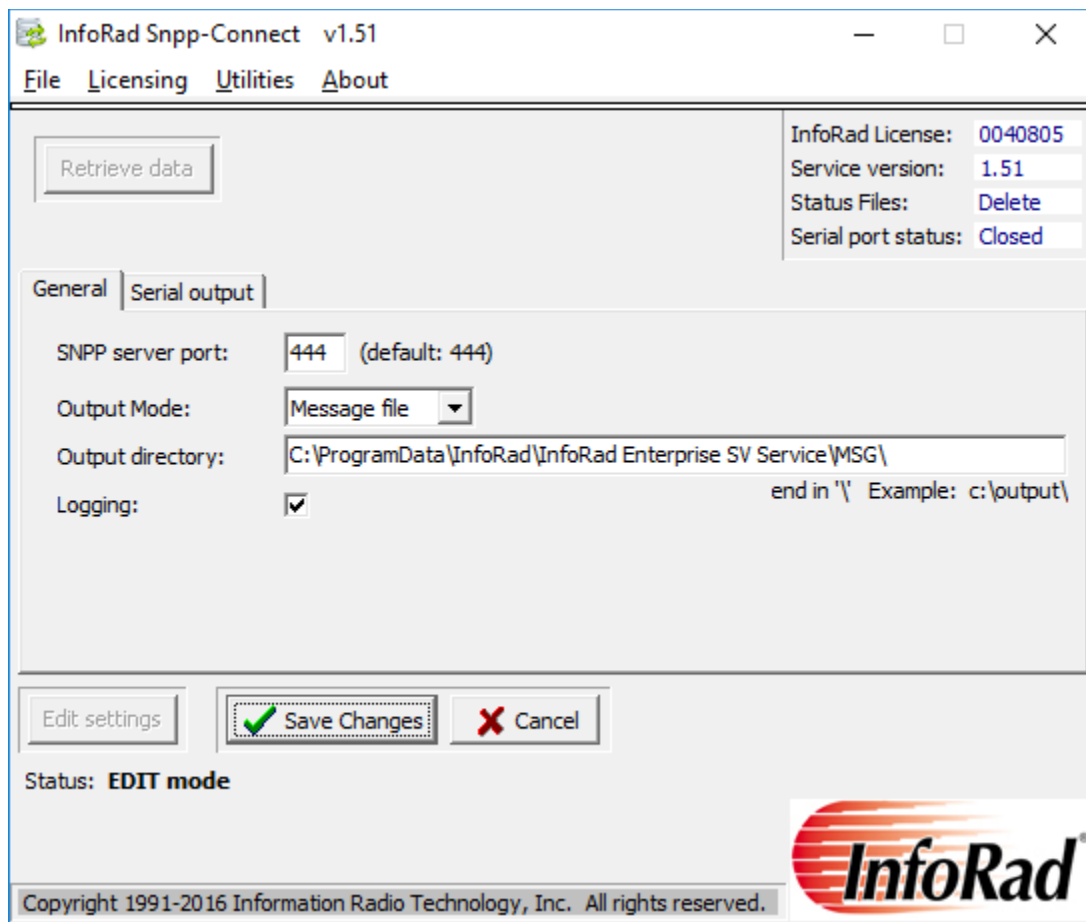 InfoRad Snpp-Connect v1.51
File Licensing Utilities About
Retrieve data
InfoRad License: 0040805
Service version: 1.51
Status Files: Delete
Serial port status: Closed
General Serial output
SNPP server port: 444 (default: 444)
Output Mode: Message file
Output directory: C:\ProgramData\InfoRad\InfoRad Enterprise SV Service\MSG\
end in '\' Example: c:\output\
Logging:
Edit settings Save Changes Cancel
Status: EDIT mode
InfoRad®
Copyright 1991-2016 Information Radio Technology, Inc. All rights reserved.